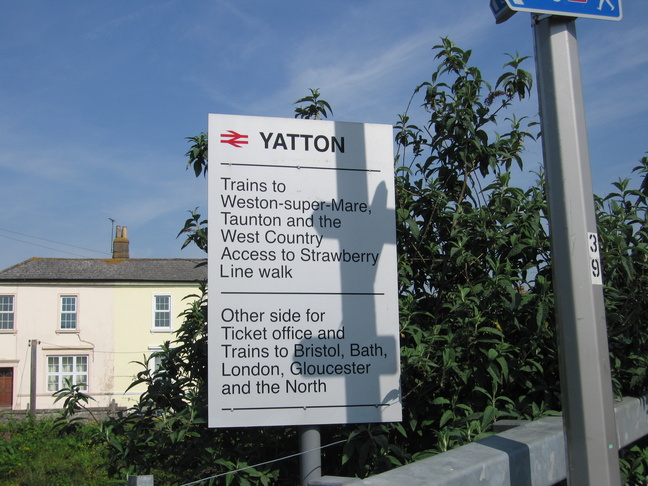 YATTON
Trains to
Weston-super-Mare,
Taunton and the
West Country
Access to Strawberry
Line walk
Other side for
Ticket office and
Trains to Bristol, Bath,
London, Gloucester
and the North
39